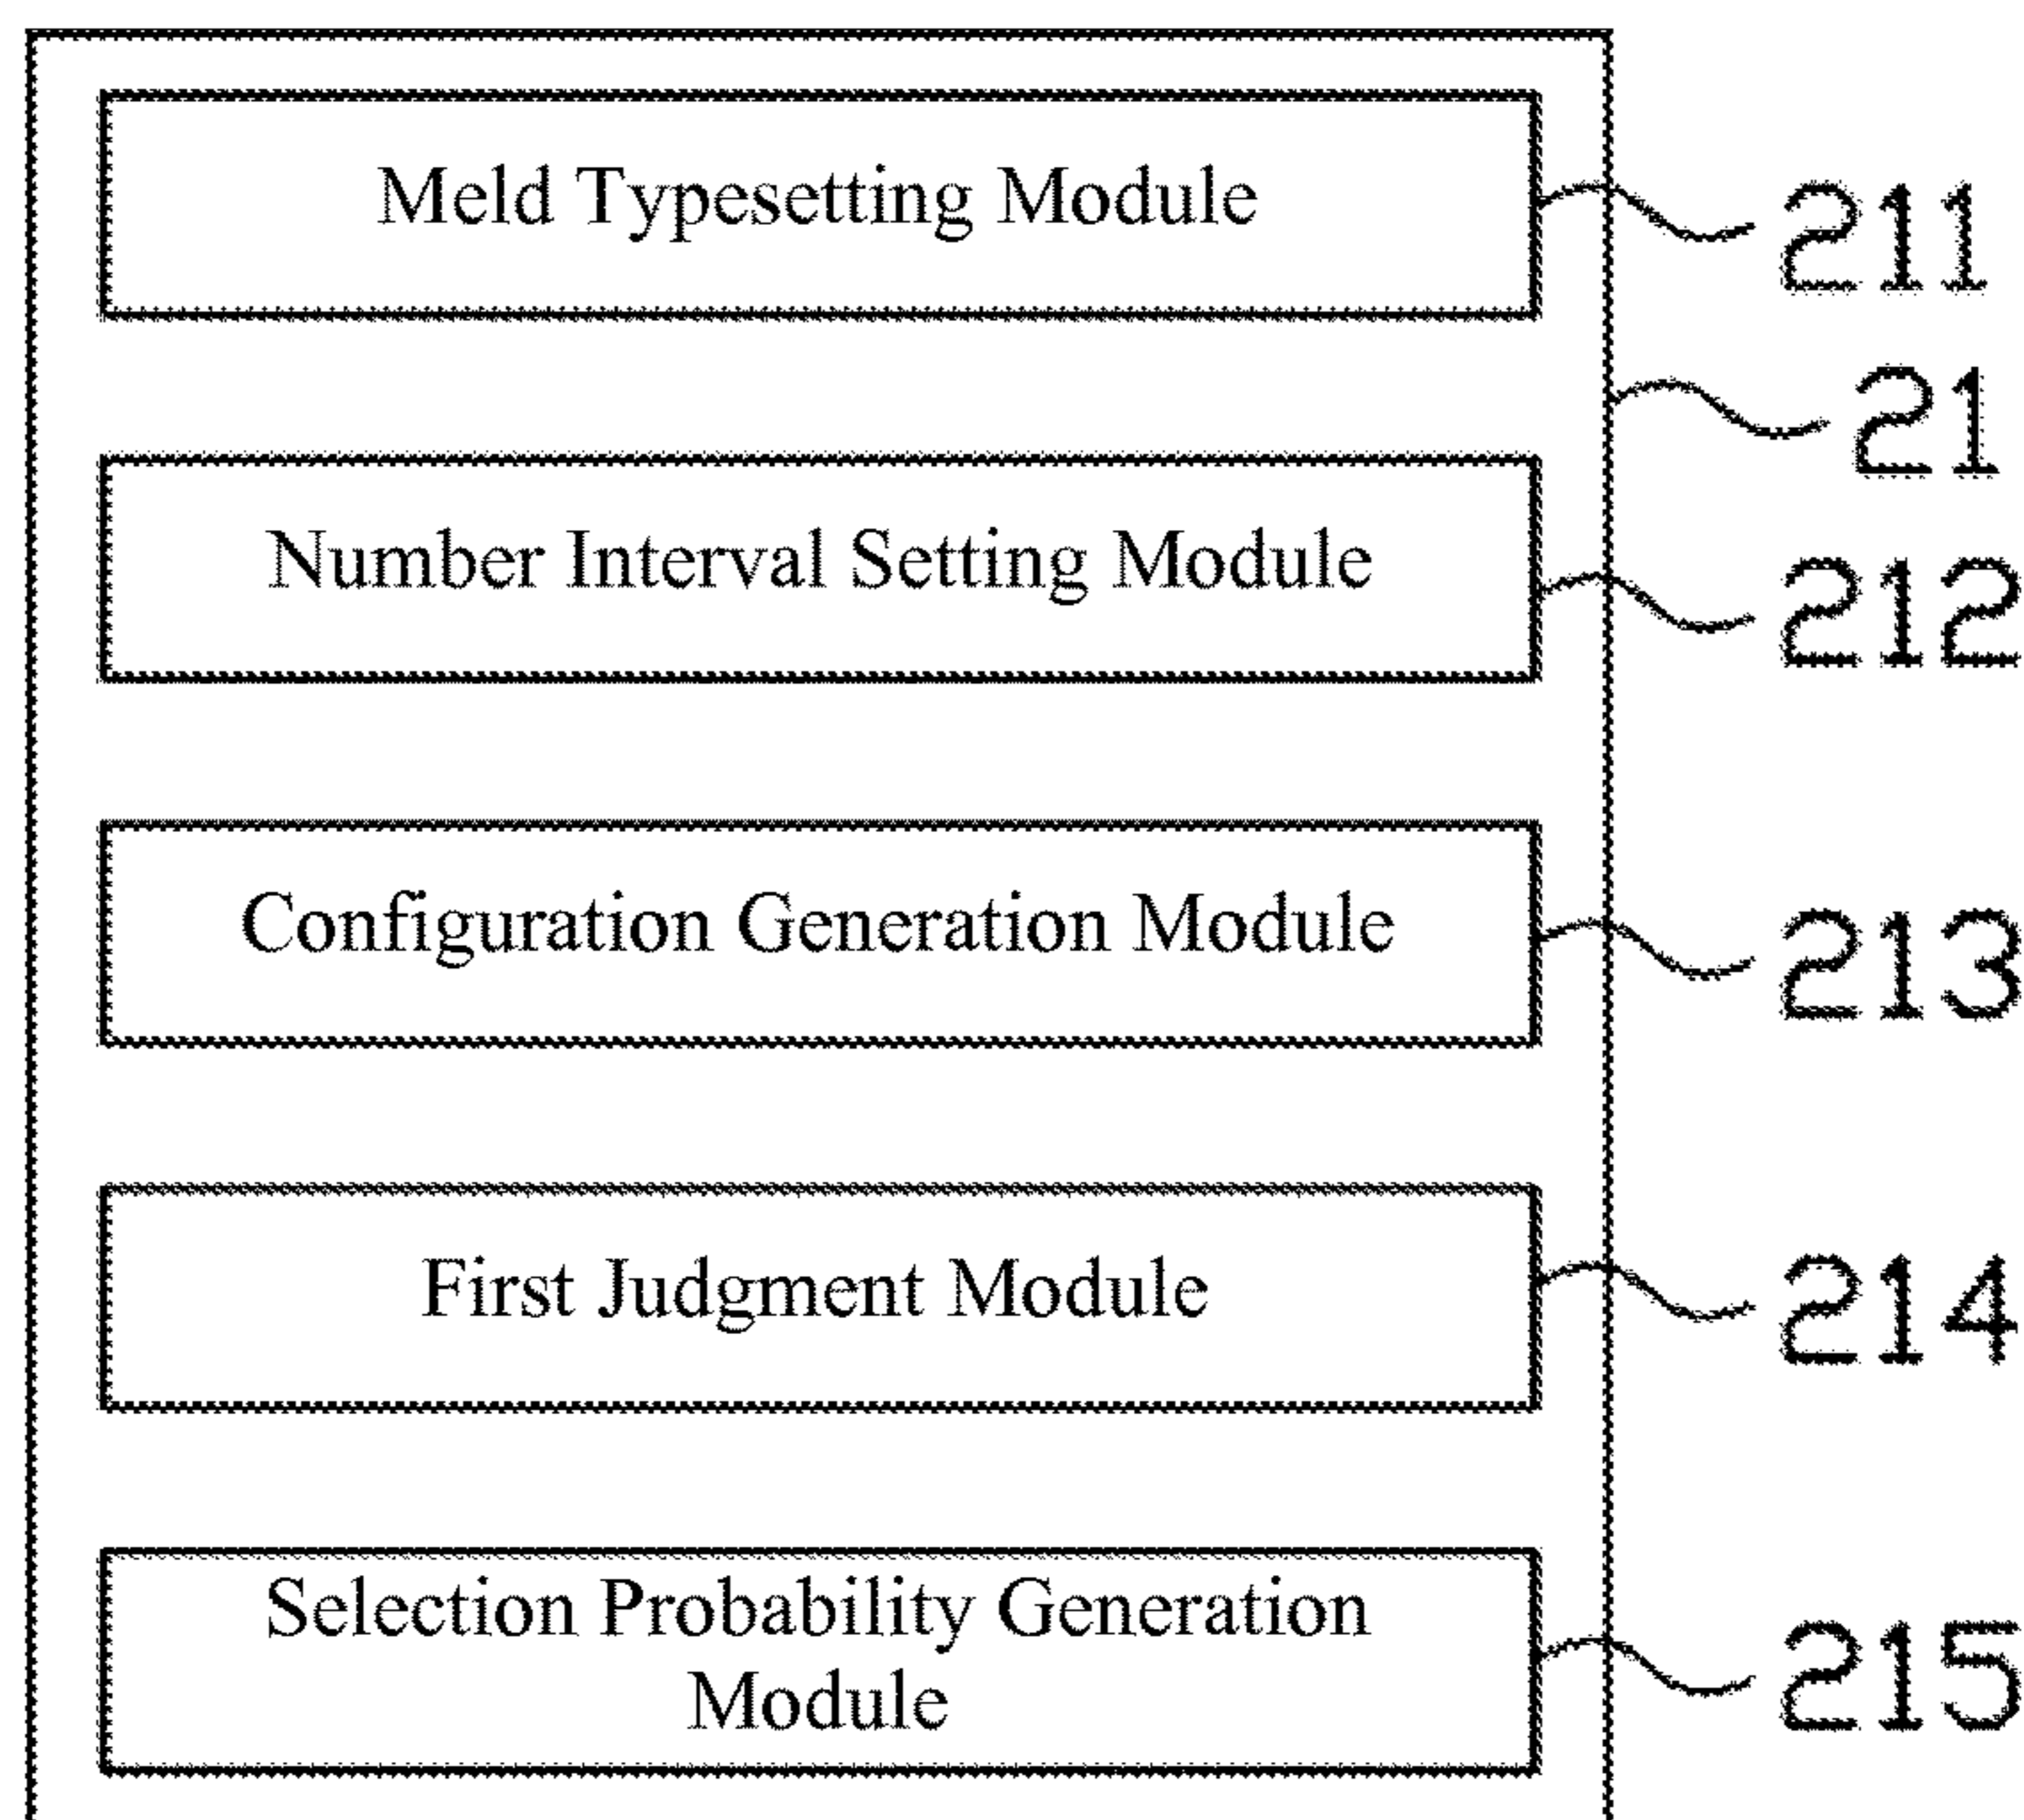 Meld Typesetting Module
211
21
Number Interval Setting Module
212
Configuration Generation Module
213
First Judgment Module
214
Selection Probability Generation
Module
215